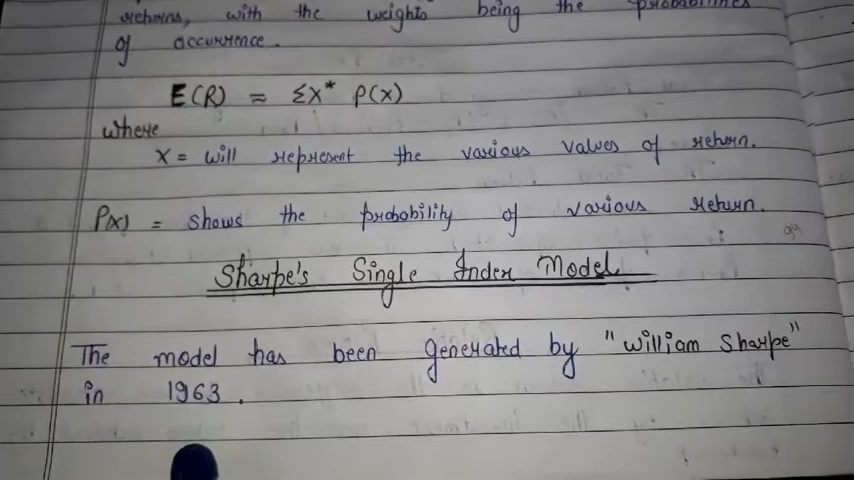 returns, with the weights being the probabilities
of occurrence.
E(R) = ΣX* P(X)
where
X = will represent the various values of return.
P(X) = shows the probability of various return.
Sharpe's Single Index Model
The model has been generated by "William Sharpe"
in 1963.